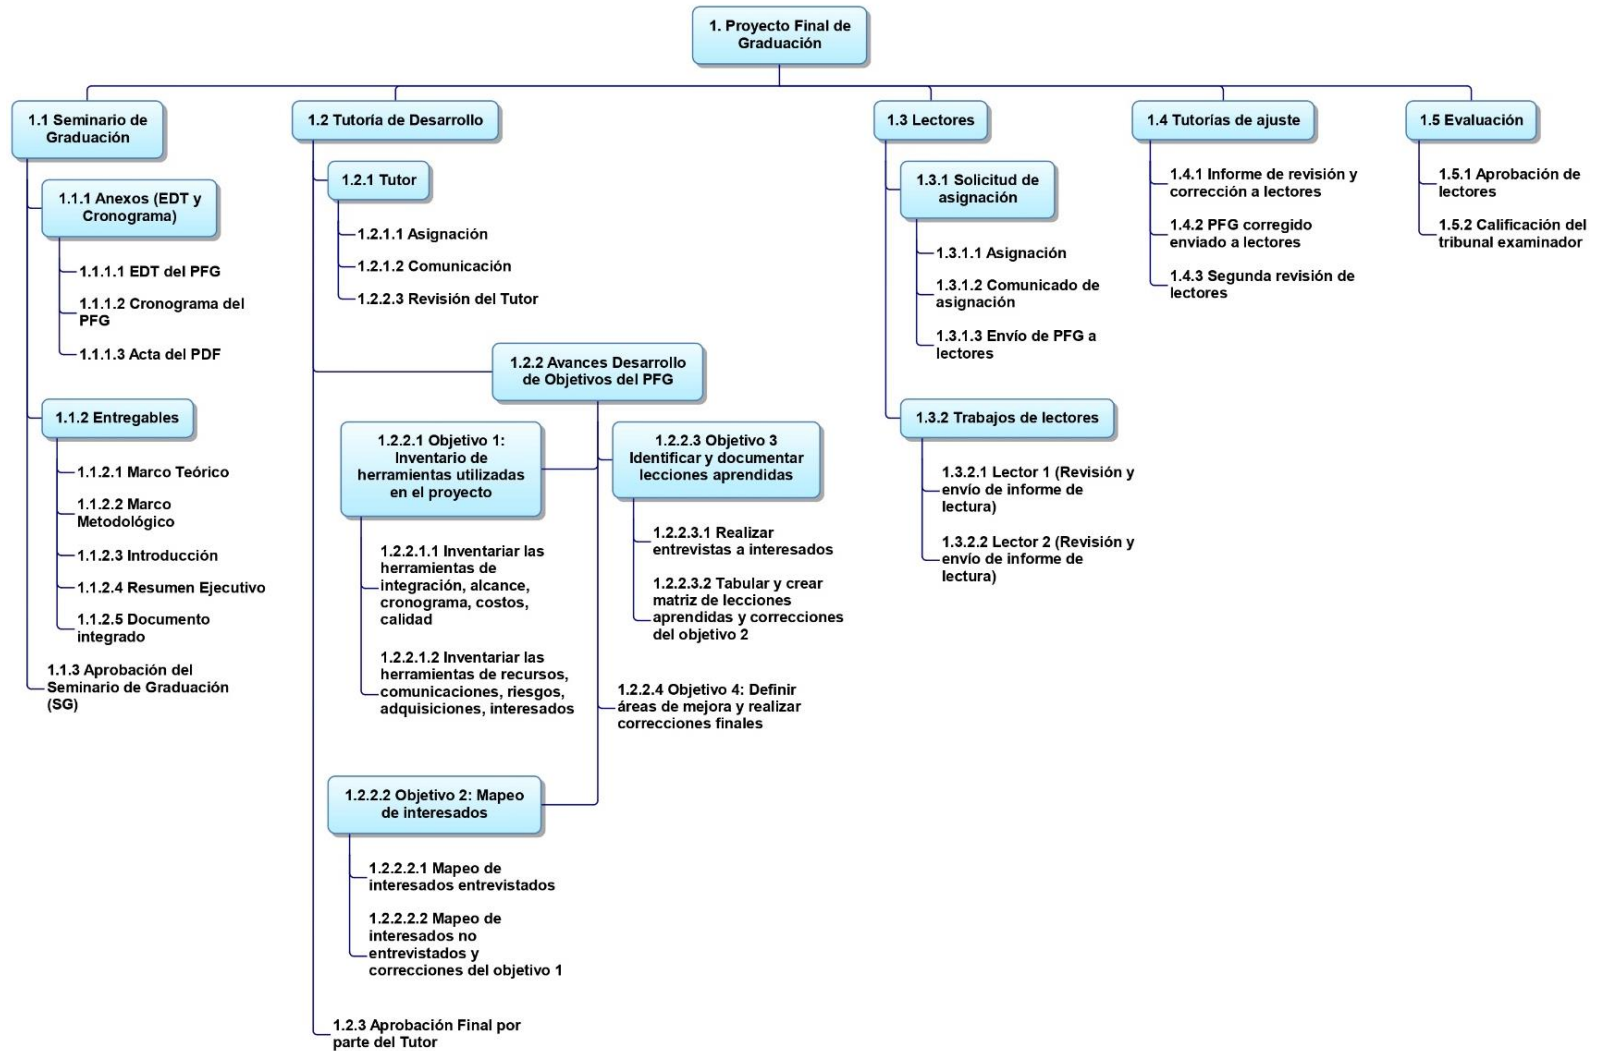 1. Proyecto Final de
Graduación
1.1 Seminario de
Graduación
1.1.1 Anexos (EDT y
Cronograma)
1.1.1.1 EDT del PFG
1.1.1.2 Cronograma del
PFG
1.1.1.3 Acta del PDF
1.1.2 Entregables
1.1.2.1 Marco Teórico
1.1.2.2 Marco
Metodológico
1.1.2.3 Introducción
1.1.2.4 Resumen Ejecutivo
1.1.2.5 Documento
integrado
1.1.3 Aprobación del
Seminario de Graduación
(SG)
1.2 Tutoría de Desarrollo
1.2.1 Tutor
1.2.1.1 Asignación
1.2.1.2 Comunicación
1.2.2.3 Revisión del Tutor
1.2.2 Avances Desarrollo
de Objetivos del PFG
1.2.2.1 Objetivo 1:
Inventario de
herramientas utilizadas
en el proyecto
1.2.2.1.1 Inventariar las
herramientas de
integración, alcance,
cronograma, costos,
calidad
1.2.2.1.2 Inventariar las
herramientas de recursos,
comunicaciones, riesgos,
adquisiciones, interesados
1.2.2.3 Objetivo 3
Identificar y documentar
lecciones aprendidas
1.2.2.3.1 Realizar
entrevistas a interesados
1.2.2.3.2 Tabular y crear
matriz de lecciones
aprendidas y correcciones
del objetivo 2
1.2.2.4 Objetivo 4: Definir
áreas de mejora y realizar
correcciones finales
1.2.2.2 Objetivo 2: Mapeo
de interesados
1.2.2.2.1 Mapeo de
interesados entrevistados
1.2.2.2.2 Mapeo de
interesados no
entrevistados y
correcciones del objetivo 1
1.2.3 Aprobación Final por
parte del Tutor
1.3 Lectores
1.3.1 Solicitud de
asignación
1.3.1.1 Asignación
1.3.1.2 Comunicado de
asignación
1.3.1.3 Envío de PFG a
lectores
1.3.2 Trabajos de lectores
1.3.2.1 Lector 1 (Revisión y
envío de informe de
lectura)
1.3.2.2 Lector 2 (Revisión y
envío de informe de
lectura)
1.4 Tutorías de ajuste
1.4.1 Informe de revisión y
corrección a lectores
1.4.2 PFG corregido
enviado a lectores
1.4.3 Segunda revisión de
lectores
1.5 Evaluación
1.5.1 Aprobación de
lectores
1.5.2 Calificación del
tribunal examinador